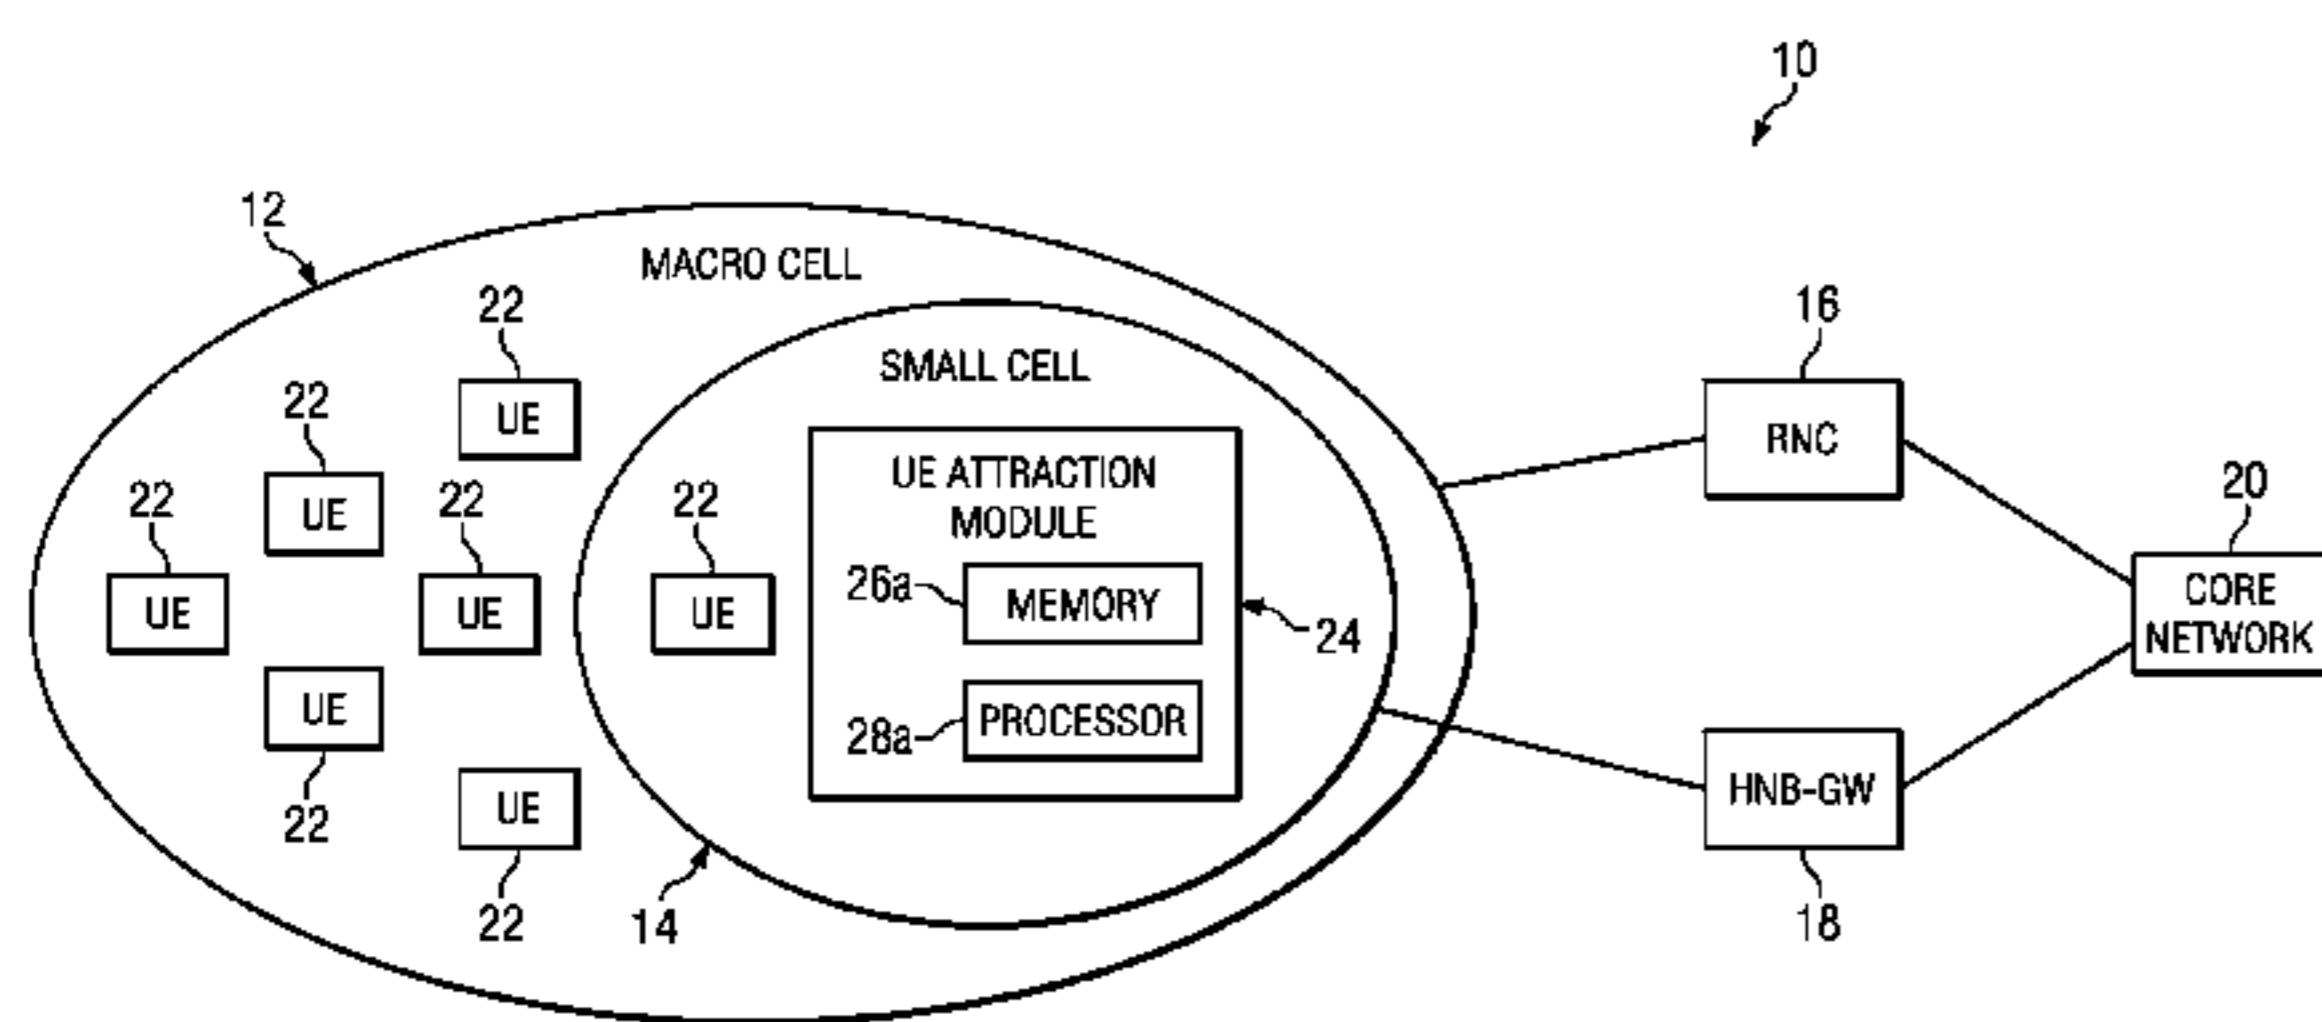 10
12
MACRO CELL
22
16
SMALL CELL
22
UE
RNC
UE ATTRACTION
MODULE
20
22
UE
22
22
CORE
NETWORK
26a
MEMORY
UE
UE
UE
24
UE
28a
PROCESSOR
HNB-GW
22
UE
14
22
18